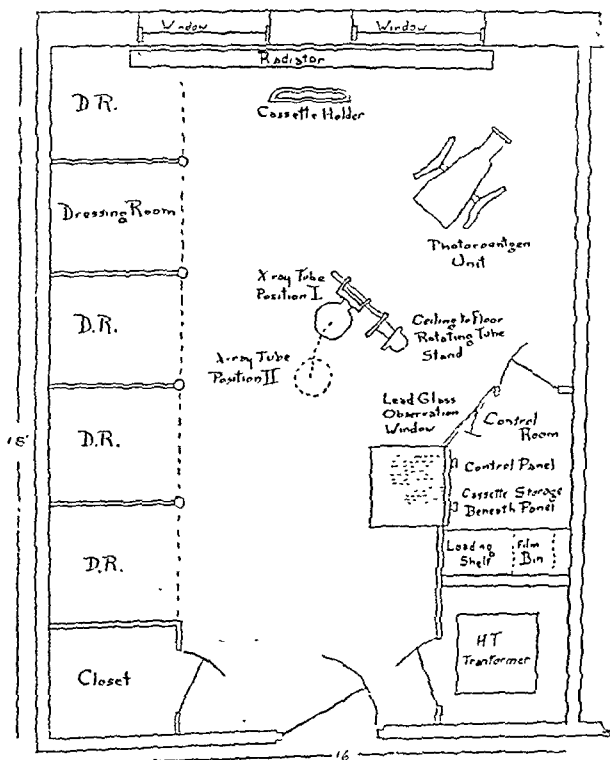 Window
Window
Radiator
D.R.
Cassette Holder
Dressing Room
Photoroentgen
Unit
X-ray Tube
Position I
Ceiling to Floor
Rotating Tube
Stand
D.R.
X-ray Tube
Position II
Lead Glass
Observation
Window
Control
Room
18'
D.R.
Control Panel
Cassette Storage
Beneath Panel
D.R.
Loading
Shelf
Film
Bin
HT
Tranformer
Closet
16